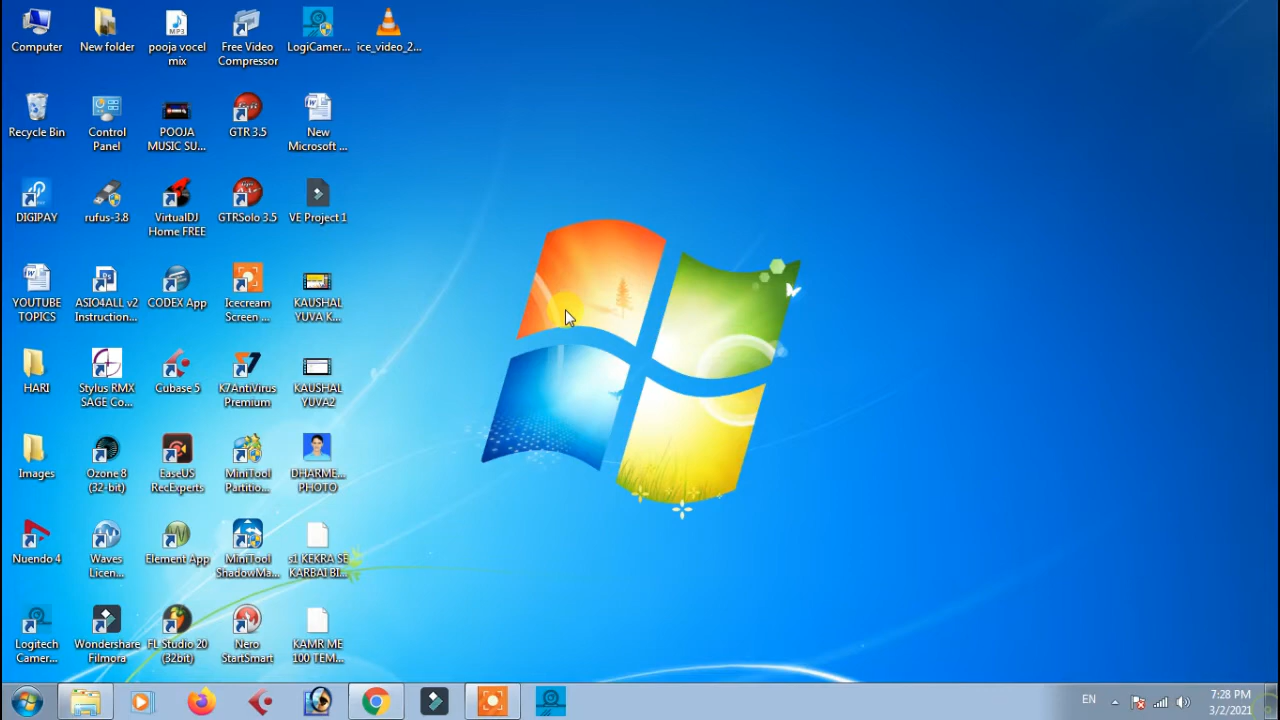 Computer
New folder
pooja vocel
mix
Free Video
Compressor
LogiCamer...
ice_video_2...
Recycle Bin
Control
Panel
POOJA
MUSIC SU...
GTR 3.5
New
Microsoft ...
DIGIPAY
rufus-3.8
VirtualDJ
Home FREE
GTRSolo 3.5
VE Project 1
YOUTUBE
TOPICS
ASIO4ALL v2
Instruction...
CODEX App
Icecream
Screen ...
KAUSHAL
YUVA K...
HARI
Stylus RMX
SAGE Co...
Cubase 5
K7AntiVirus
Premium
KAUSHAL
YUVA2
Images
Ozone 8
(32-bit)
EaseUS
RecExperts
MiniTool
Partitio...
DHARME...
PHOTO
Nuendo 4
Waves
Licen...
Element App
MiniTool
ShadowMa...
s1 KEKRA SE
KARBAI BI...
Logitech
Camer...
Wondershare
Filmora
FL Studio 20
(32bit)
Nero
StartSmart
KAMR ME
100 TEM...
EN
7:28 PM
3/2/2021